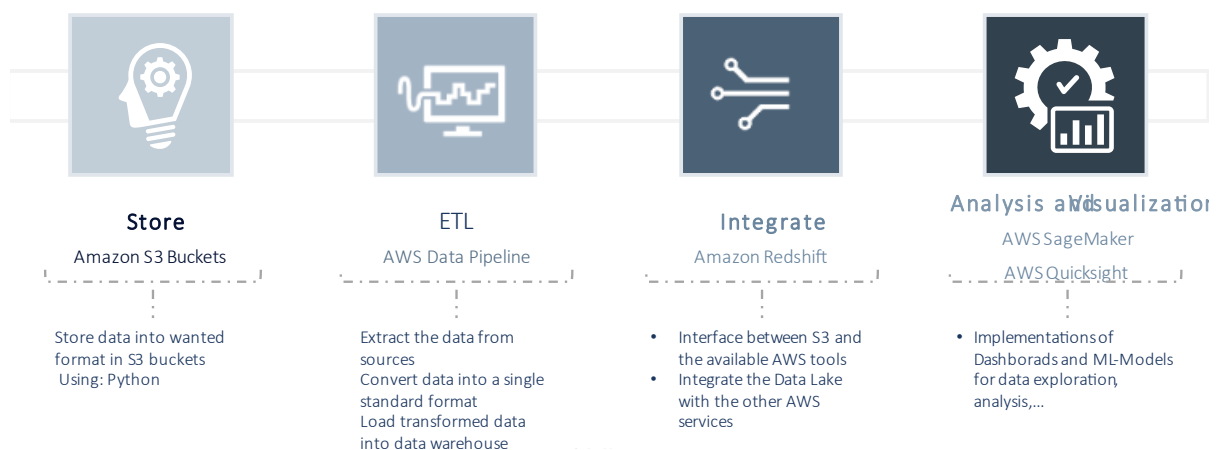 Store
Amazon S3 Buckets
Store data into wanted
format in S3 buckets
Using: Python
ETL
AWS Data Pipeline
Extract the data from
sources
Convert data into a single
standard format
Load transformed data
into data warehouse
Integrate
Amazon Redshift
• Interface between S3 and
the available AWS tools
• Integrate the Data Lake
with the other AWS
services
Analysis and Visualization
AWS SageMaker
AWS Quicksight
• Implementations of
Dashborads and ML-Models
for data exploration,
analysis,...